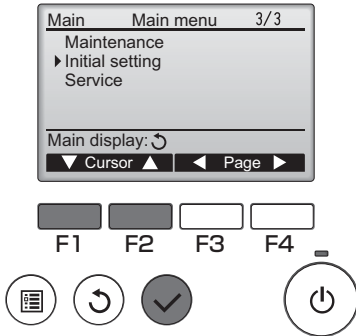 Main Main menu 3/3
Maintenance
Initial setting
Service
Main display:
Cursor Page
F1 F2 F3 F4